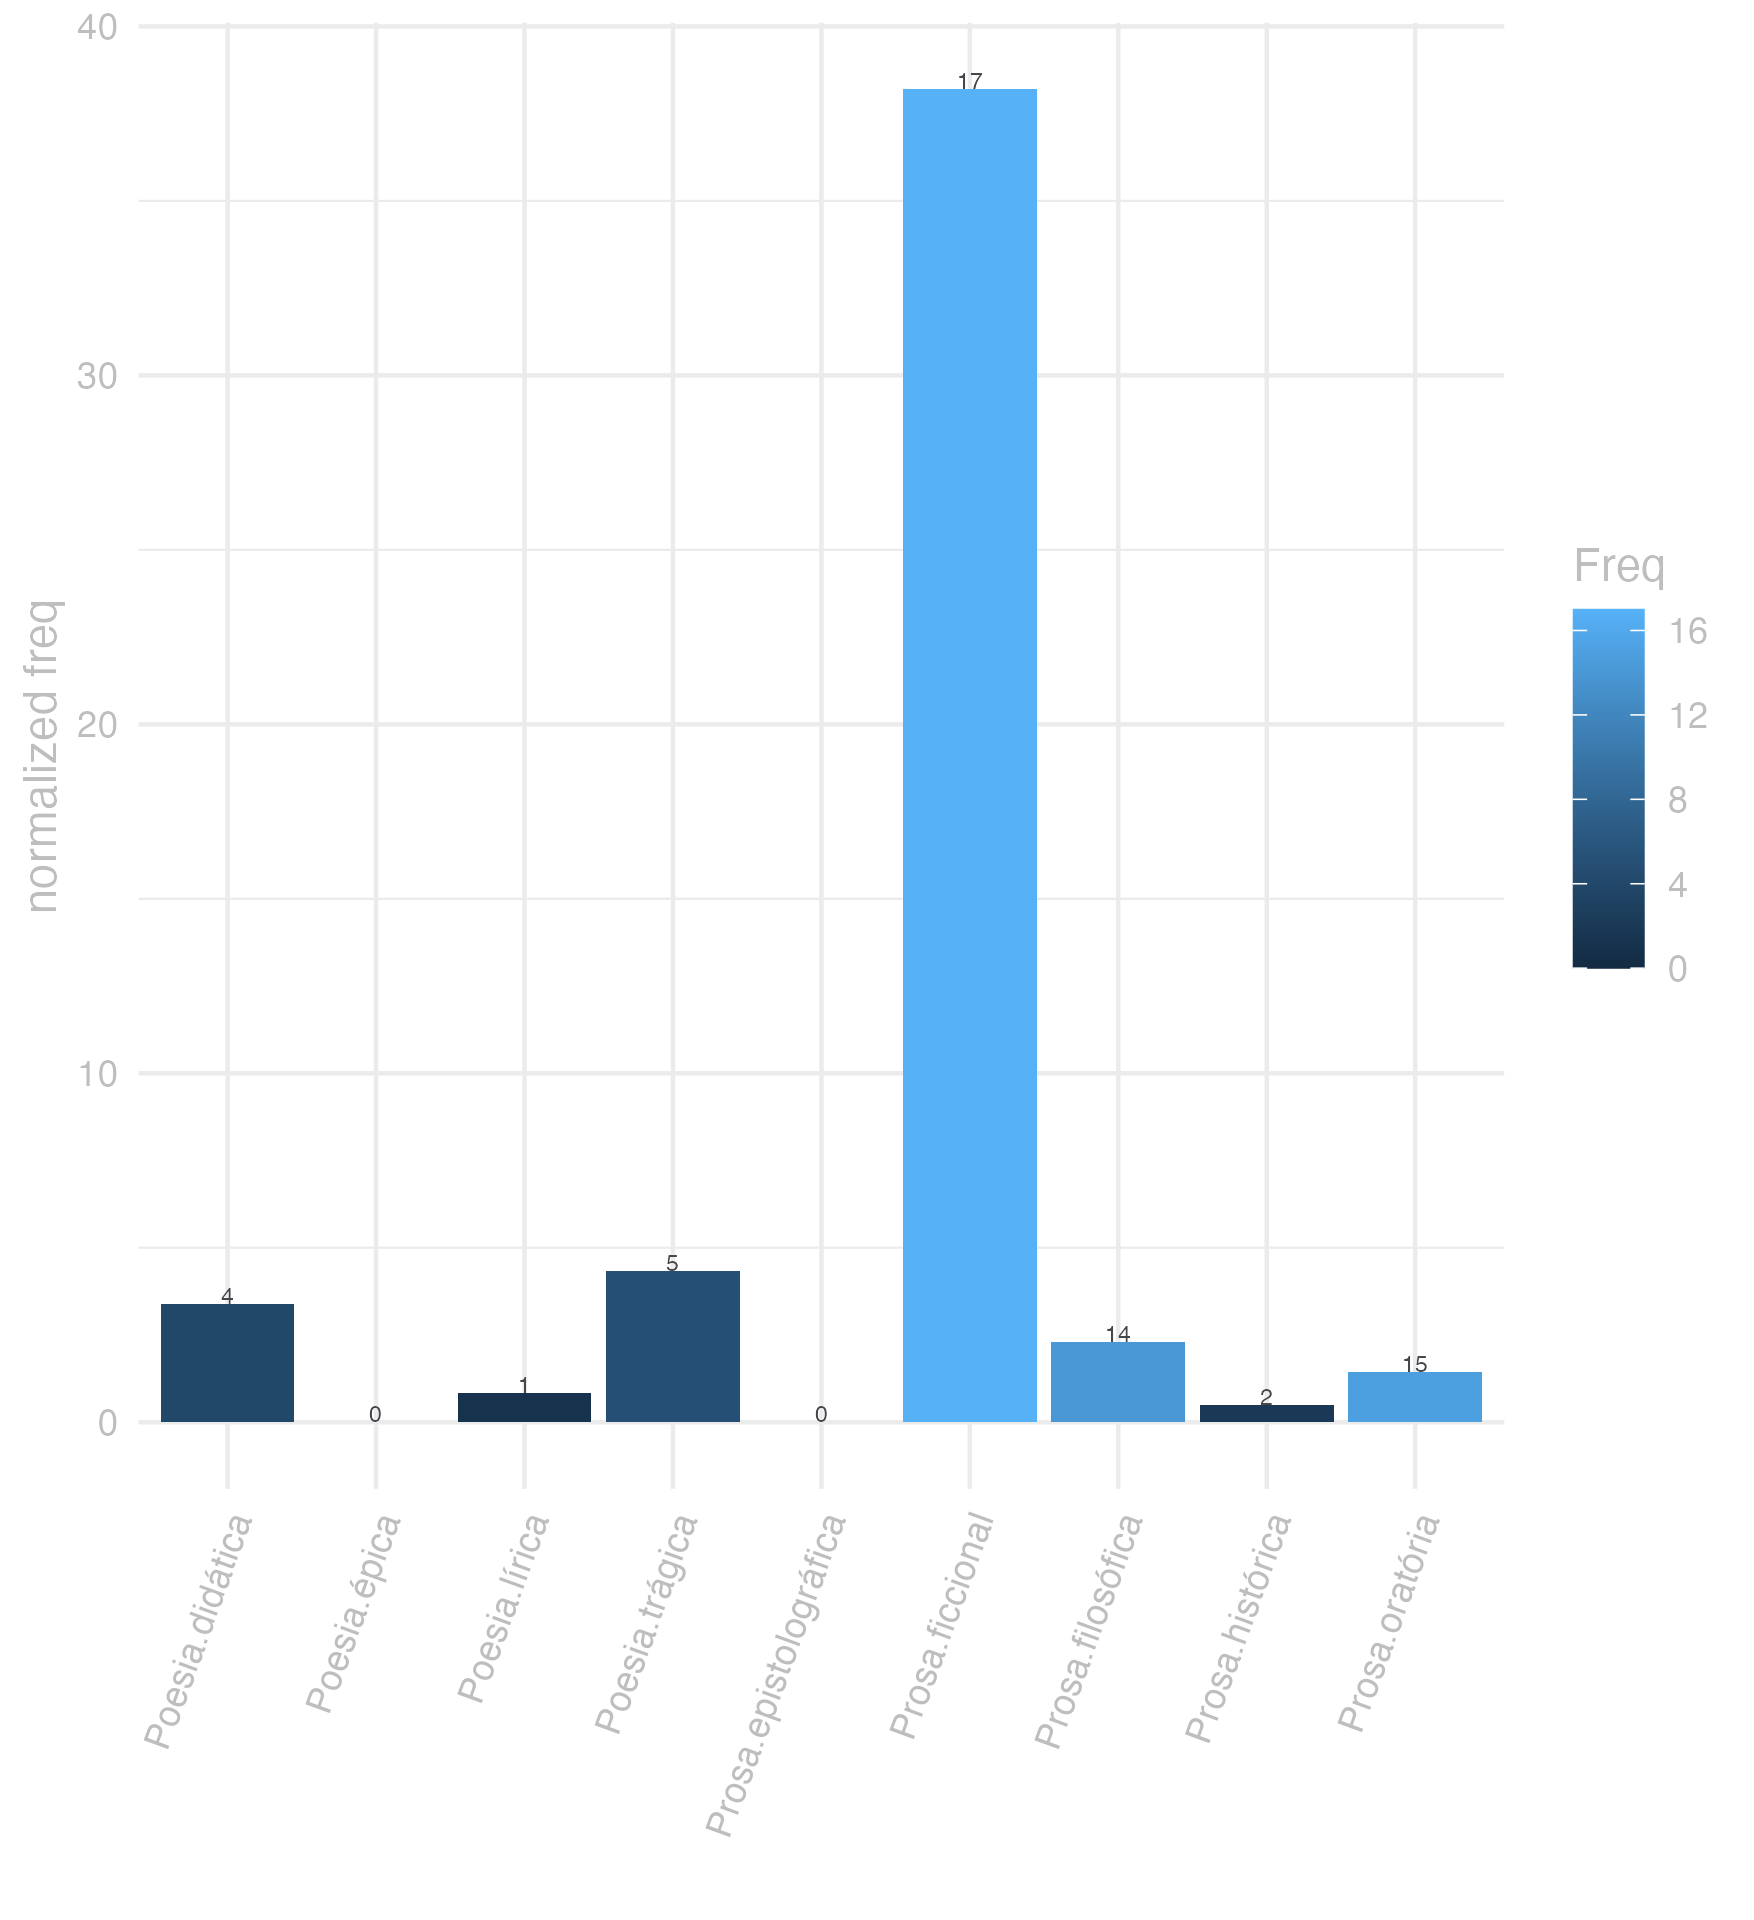 40
30
20
10
0
normalized freq
17
5
4
14
15
1
2
0
0
Poesia.didática
Poesia.épica
Poesia.lírica
Poesia.trágica
Prosa.epistolográfica
Prosa.ficcional
Prosa.filosófica
Prosa.histórica
Prosa.oratória
Freq
16
12
8
4
0